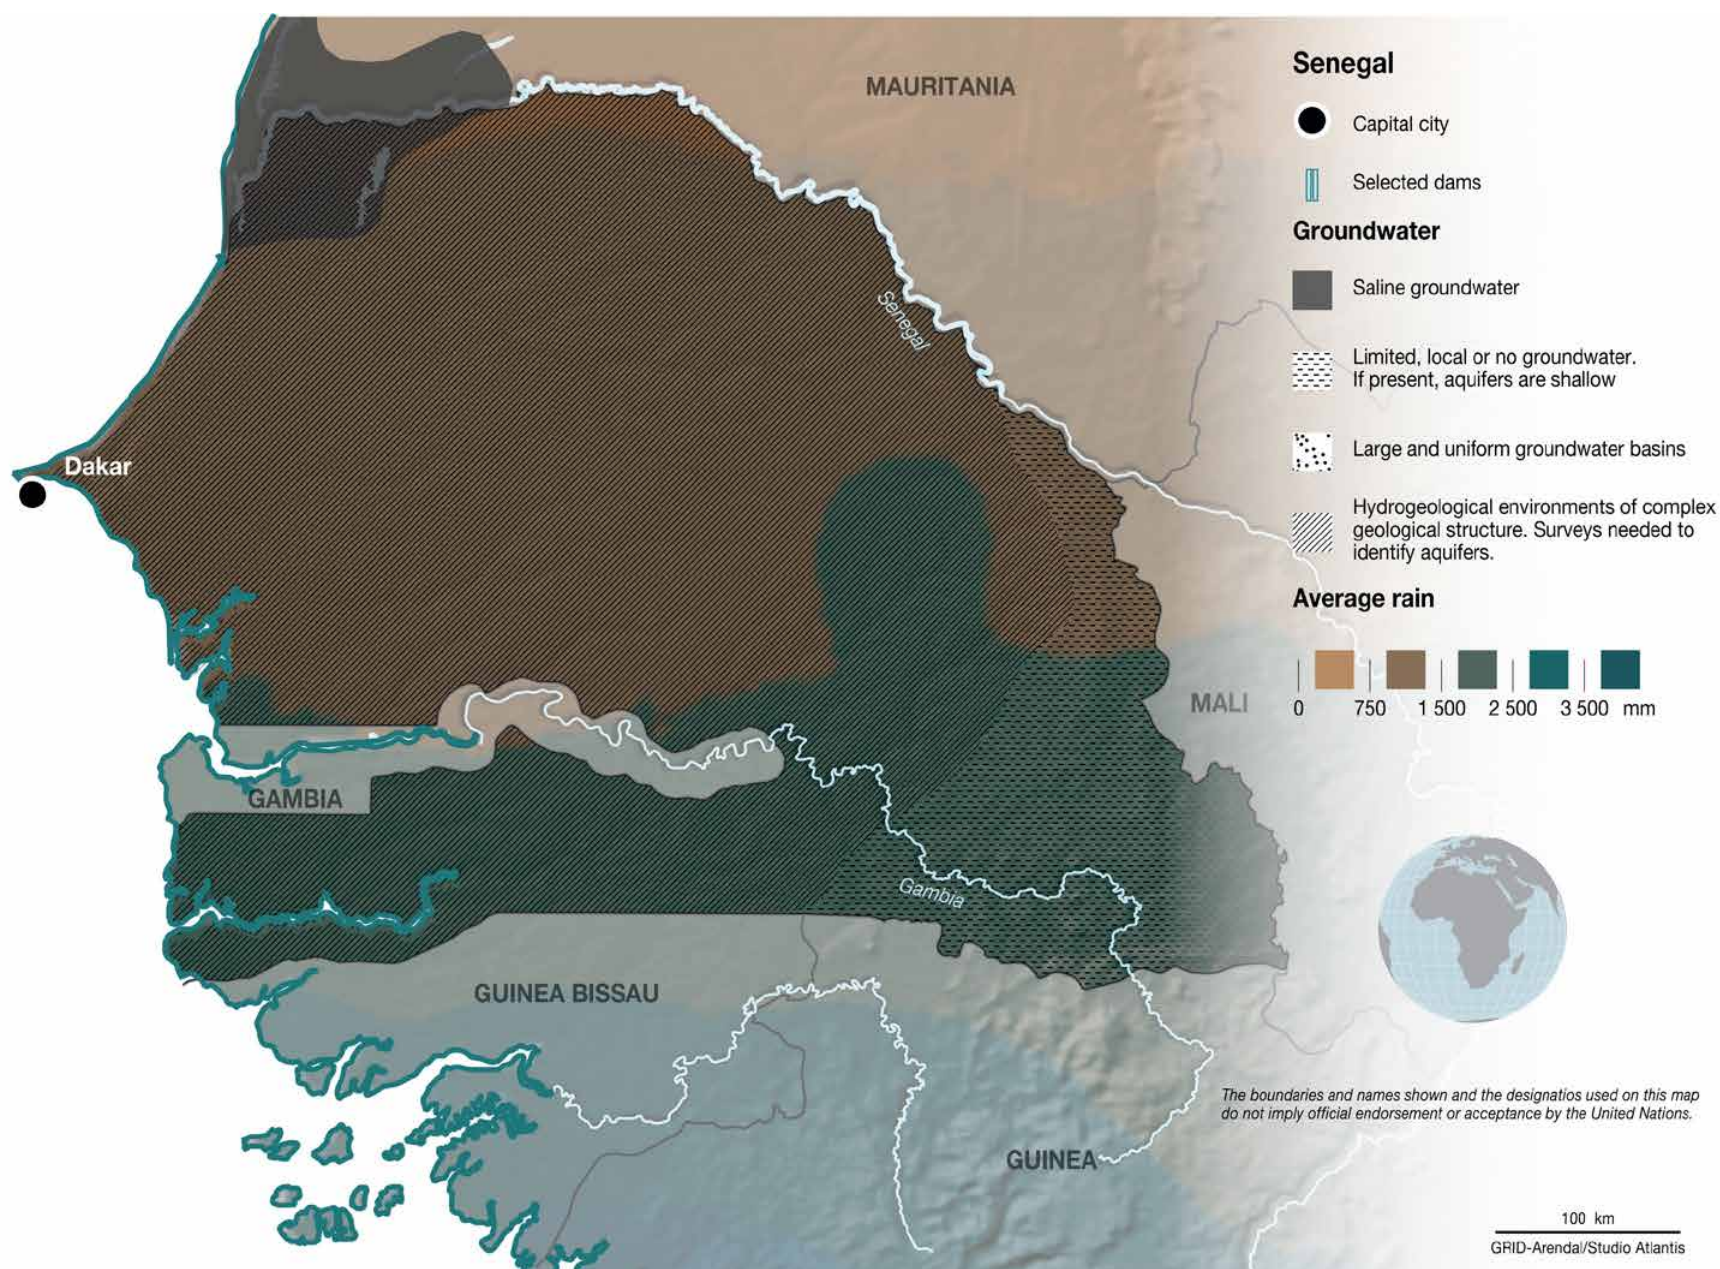 MAURITANIA
Senegal
Dakar
MALI
GAMBIA
Gambia
GUINEA BISSAU
GUINEA
Senegal
Capital city
Selected dams
Groundwater
Saline groundwater
Limited, local or no groundwater.
If present, aquifers are shallow
Large and uniform groundwater basins
Hydrogeological environments of complex
geological structure. Surveys needed to
identify aquifers.
Average rain
0 750 1 500 2 500 3 500 mm
The boundaries and names shown and the designatios used on this map
do not imply official endorsement or acceptance by the United Nations.
100 km
GRID-Arendal/Studio Atlantis